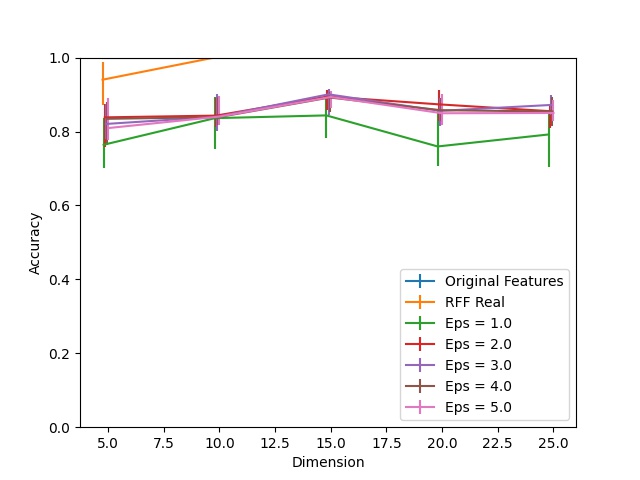 1.0
0.8
0.6
0.4
0.2
0.0
Accuracy
Original Features
RFF Real
Eps = 1.0
Eps = 2.0
Eps = 3.0
Eps = 4.0
Eps = 5.0
5.0 7.5 10.0 12.5 15.0 17.5 20.0 22.5 25.0
Dimension